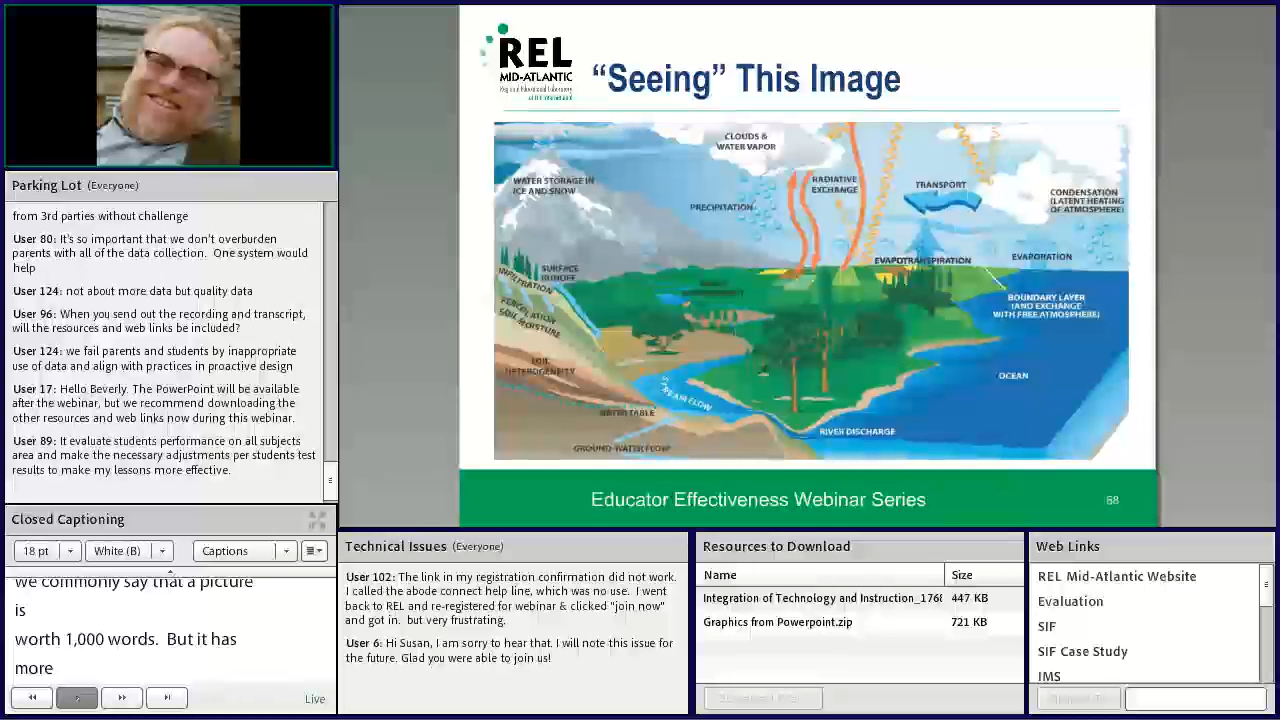 REL
MID-ATLANTIC
Regional Educational Laboratory
"Seeing" This Image
CLOUDS &
WATER VAPOR
WATER STORAGE IN
ICE AND SNOW
RADIATIVE
EXCHANGE
TRANSPORT
CONDENSATION
(LATENT HEATING
OF ATMOSPHERE)
PRECIPITATION
EVAPOTRANSPIRATION
EVAPORATION
SURFACE
RUNOFF
INFILTRATION
BOUNDARY LAYER
(AND EXCHANGE
WITH FREE ATMOSPHERE)
PERCOLATION
SOIL MOISTURE
SOIL
HETEROGENEITY
OCEAN
STREAM FLOW
WATER TABLE
RIVER DISCHARGE
GROUND-WATER FLOW
Educator Effectiveness Webinar Series
68
Parking Lot (Everyone)
from 3rd parties without challenge
User 80: It's so important that we don't overburden
parents with all of the data collection. One system would
help
User 124: not about more data but quality data
User 96: When you send out the recording and transcript,
will the resources and web links be included?
User 124: we fail parents and students by inappropriate
use of data and align with practices in proactive design
User 17: Hello Beverly. The PowerPoint will be available
after the webinar, but we recommend downloading the
other resources and web links now during this webinar.
User 89: It evaluate students performance on all subjects
area and make the necessary adjustments per students test
results to make my lessons more effective.
Closed Captioning
18 pt
White (B)
Captions
we commonly say that a picture
is
worth 1,000 words. But it has
more
Live
Technical Issues (Everyone)
User 102: The link in my registration confirmation did not work.
I called the abode connect help line, which was no use. I went
back to REL and re-registered for webinar & clicked "join now"
and got in. but very frustrating.
User 6: Hi Susan, I am sorry to hear that. I will note this issue for
the future. Glad you were able to join us!
Resources to Download
Name Size
Integration of Technology and Instruction_1768 447 KB
Graphics from Powerpoint.zip 721 KB
Web Links
REL Mid-Atlantic Website
Evaluation
SIF
SIF Case Study
IMS